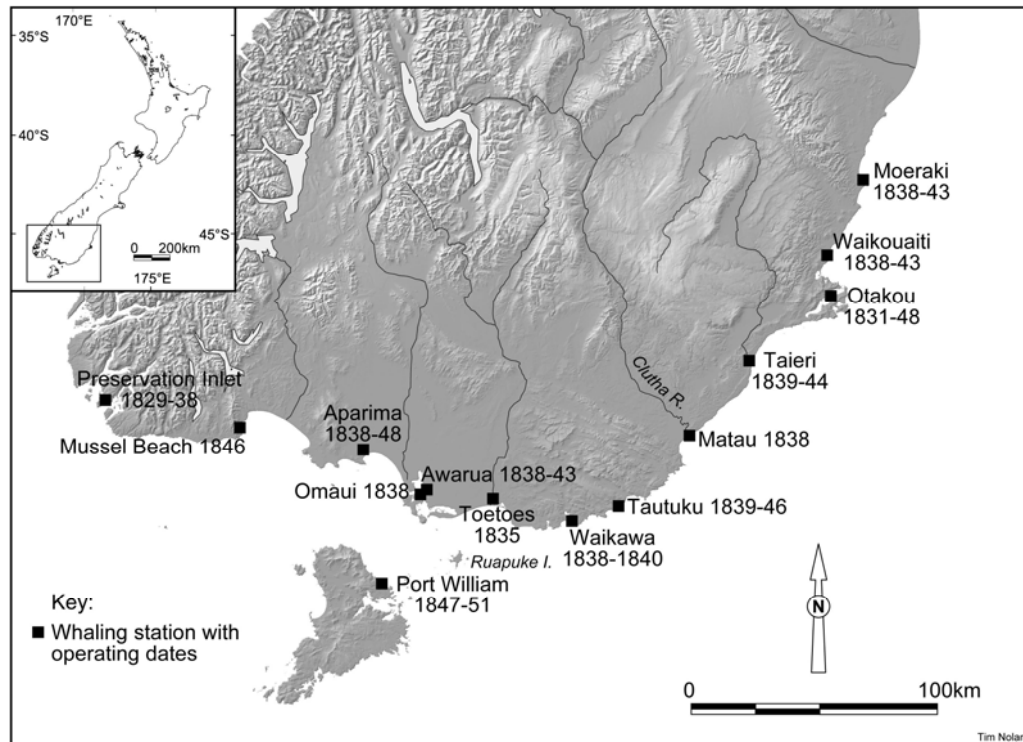 170°E
35°S
40°S
45°S
0 200km
175°E
Moeraki
1838-43
Waikouaiti
1838-43
Otakou
1831-48
Taieri
1839-44
Clutha R.
Preservation Inlet
1829-38
Mussel Beach 1846
Aparima
1838-48
Matau 1838
Awarua 1838-43
Omaui 1838
Toetoes
1835
Tautuku 1839-46
Waikawa
1838-1840
Ruapuke I.
Port William
1847-51
Key:
Whaling station with
operating dates
N
0 100km
Tim Nolan